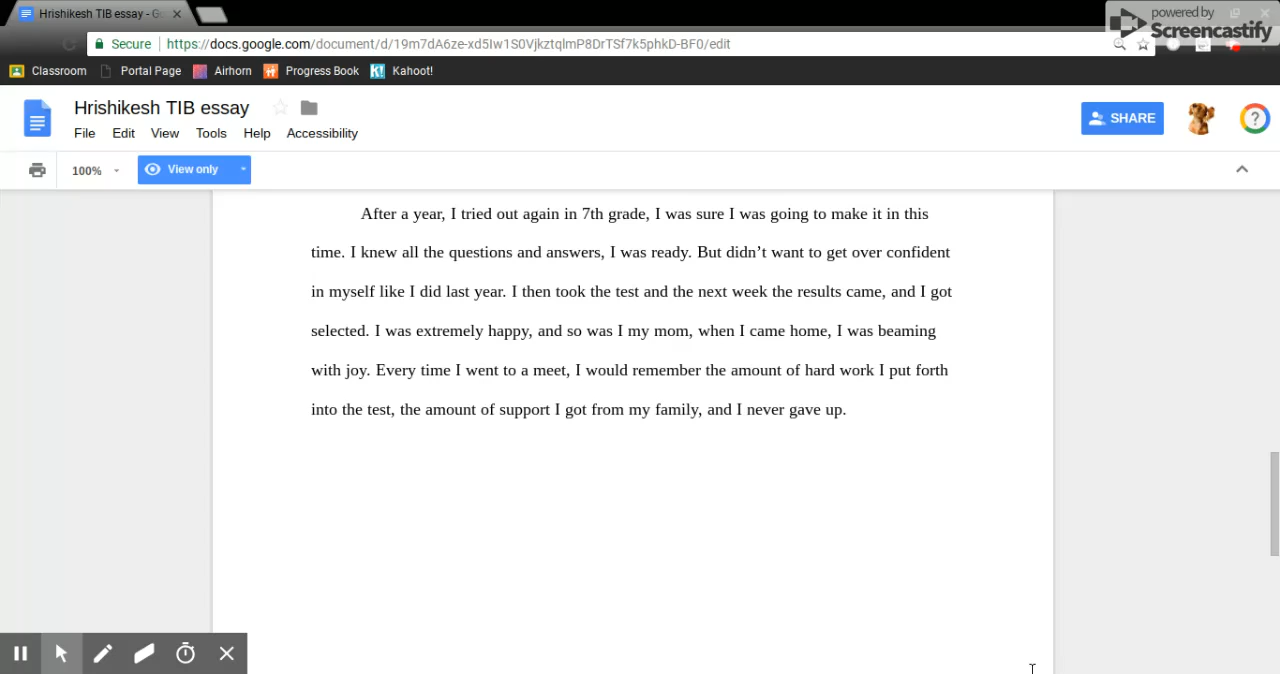 Hrishikesh TIB essay - Go
powered by
Screencastify
Secure
https://docs.google.com/document/d/19m7dA6ze-xd5Iw1S0VjkztqlmP8DrTSf7k5phkD-BF0/edit
Classroom Portal Page Airhorn Progress Book K! Kahoot!
Hrishikesh TIB essay
SHARE
?
File Edit View Tools Help Accessibility
100% View only
After a year, I tried out again in 7th grade, I was sure I was going to make it in this
time. I knew all the questions and answers, I was ready. But didn’t want to get over confident
in myself like I did last year. I then took the test and the next week the results came, and I got
selected. I was extremely happy, and so was I my mom, when I came home, I was beaming
with joy. Every time I went to a meet, I would remember the amount of hard work I put forth
into the test, the amount of support I got from my family, and I never gave up.